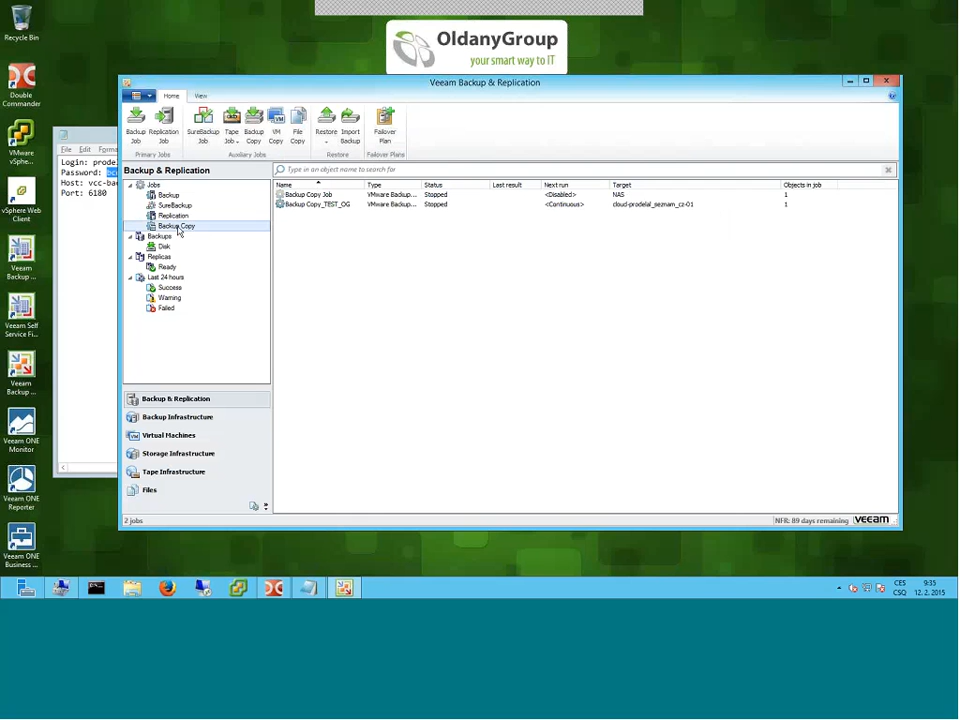 Recycle Bin
OldanyGroup
your smart way to IT
Double
Commander
VMware
vSphe...
vSphere Web
Client
Veeam
Backup ...
Veeam Self
Service Fi...
Veeam
Backup ...
Veeam ONE
Monitor
Veeam ONE
Reporter
Veeam ONE
Business ...
File Edit Forma
Login: prode
Password:
Host: vcc-ba
Port: 6180
Veeam Backup & Replication
Home View
Backup
Job
Replication
Job
SureBackup
Job
Tape
Job
Backup
Copy
VM
Copy
File
Copy
Restore
Import
Backup
Failover
Plan
Primary Jobs
Auxiliary Jobs
Restore
Failover Plans
Backup & Replication
Type in an object name to search for
Jobs
Backup
SureBackup
Replication
Backup Copy
Backups
Disk
Replicas
Ready
Last 24 hours
Success
Warning
Failed
Name Type Status Last result Next run Target Objects in job
Backup Copy Job VMware Backup... Stopped <Disabled> NAS 1
Backup Copy_TEST_OG VMware Backup... Stopped <Continuous> cloud-prodelal_seznam_cz-01 1
Backup & Replication
Backup Infrastructure
Virtual Machines
Storage Infrastructure
Tape Infrastructure
Files
2 jobs
NFR: 89 days remaining veeam
CES
CSQ
9:35
12. 2. 2015